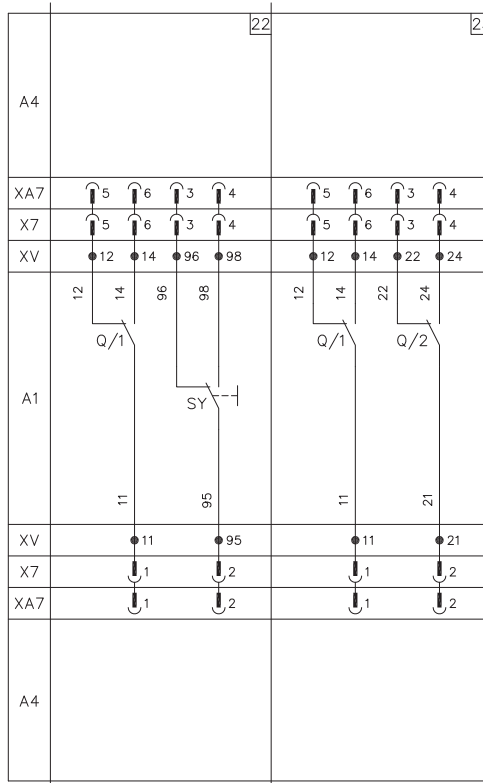 22
2
A4
XA7 5 6 3 4 5 6 3 4
X7 5 6 3 4 5 6 3 4
XV 12 14 96 98 12 14 22 24
12 14 96 98 12 14 22 24
Q/1 Q/1 Q/2
A1 SY
11 95 11 21
XV 11 95 11 21
X7 1 2 1 2
XA7 1 2 1 2
A4